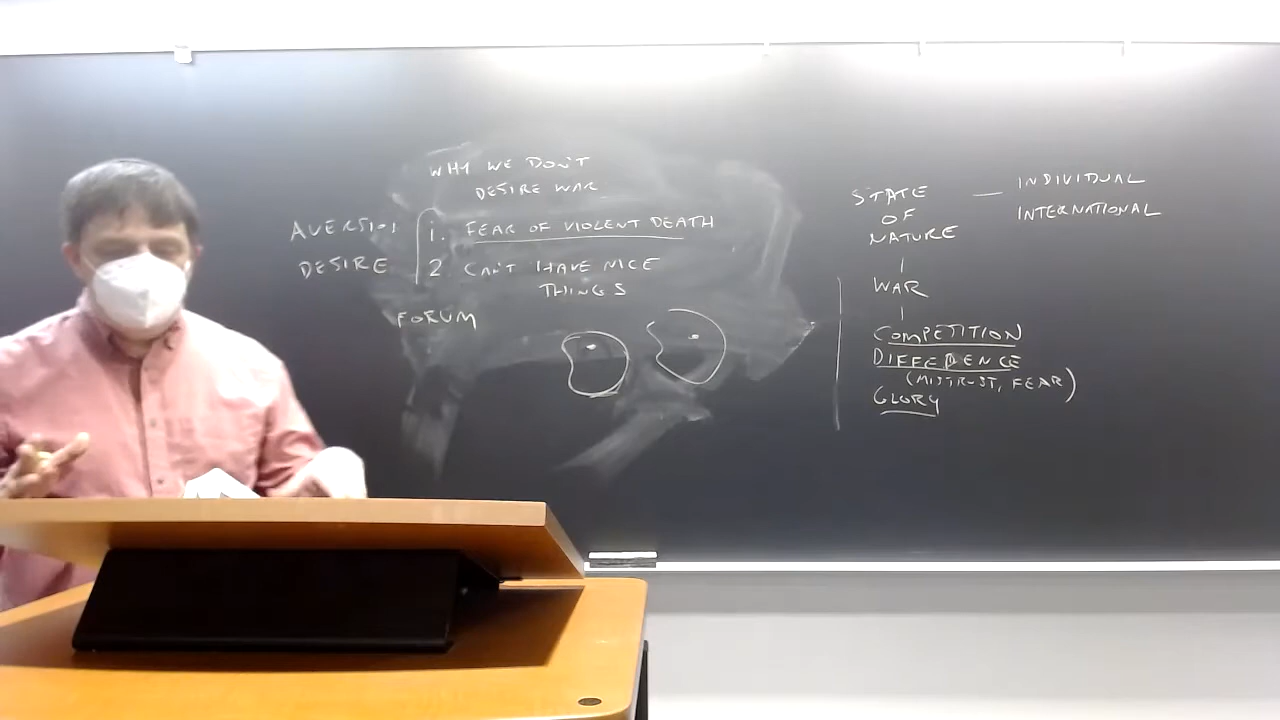 WHY WE DON'T
DESIRE WAR
AVERSION
1. FEAR OF VIOLENT DEATH
DESIRE
2. CAN'T HAVE NICE
THINGS
FORUM
STATE
OF
NATURE
— INDIVIDUAL
INTERNATIONAL
WAR
COMPETITION
DIFFERENCE
(MISTRUST, FEAR)
GLORY